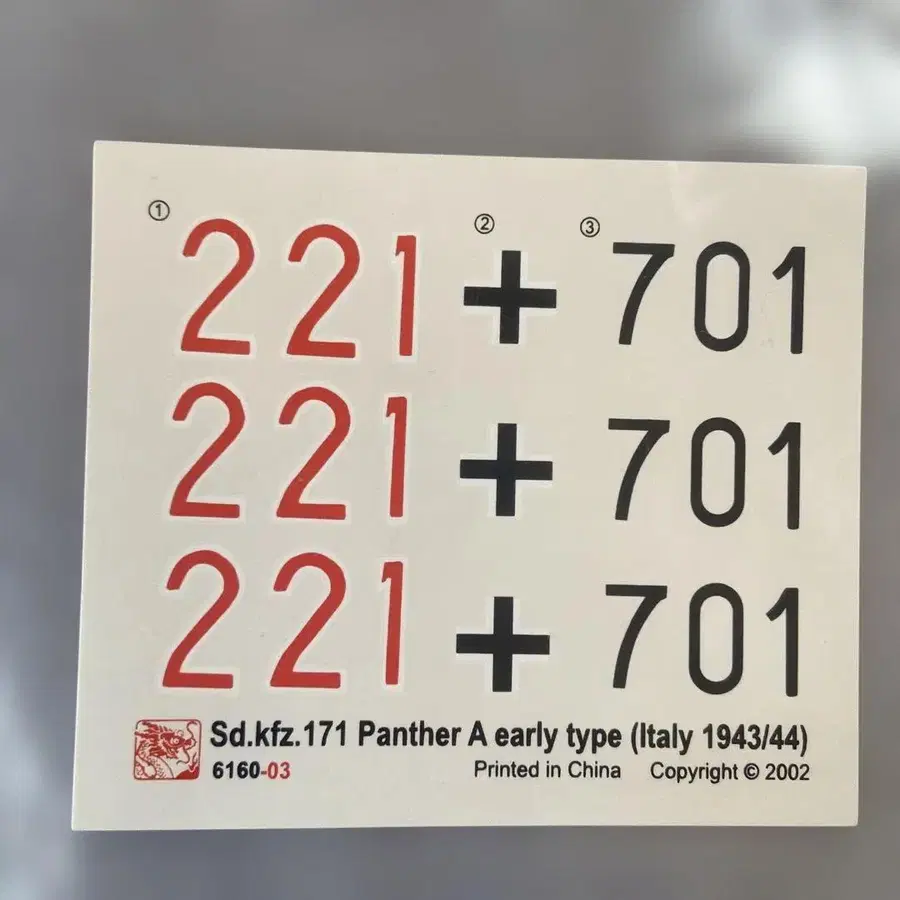 ① ② ③
221 + 701
221 + 701
221 + 701
Sd.kfz.171 Panther A early type (Italy 1943/44)
6160-03 Printed in China Copyright © 2002